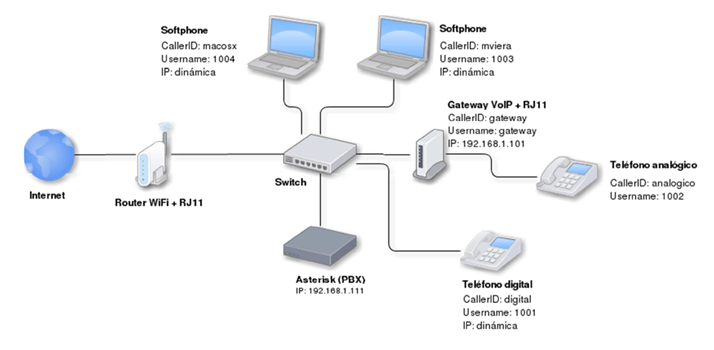 Softphone
CallerID: macosx
Username: 1004
IP: dinámica
Softphone
CallerID: mviera
Username: 1003
IP: dinámica
Gateway VoIP + RJ11
CallerID: gateway
Username: gateway
IP: 192.168.1.101
Teléfono analógico
CallerID: analogico
Username: 1002
Internet
Router WiFi + RJ11
Switch
Asterisk (PBX)
IP: 192.168.1.111
Teléfono digital
CallerID: digital
Username: 1001
IP: dinámica